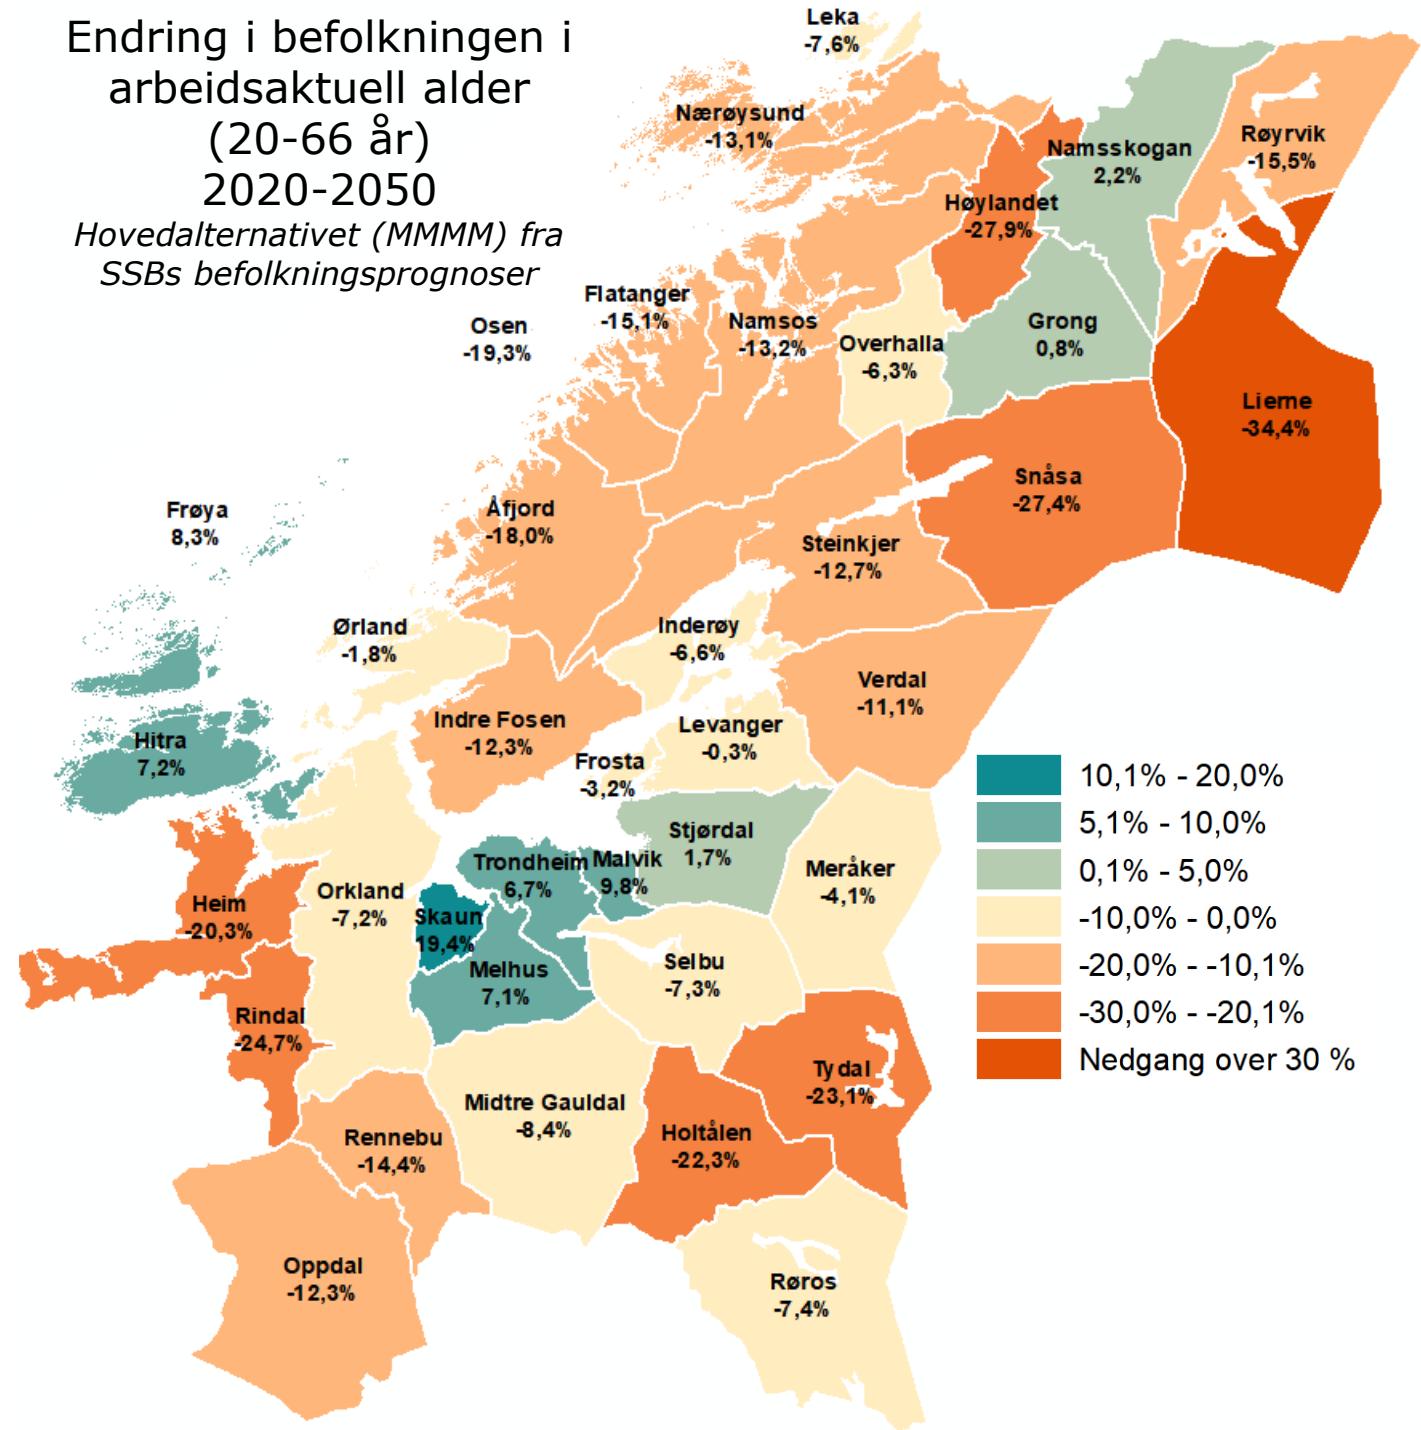 Endring i befolkningen i
arbeidsaktuell alder
(20-66 år)
2020-2050
Hovedalternativet (MMMM) fra
SSBs befolkningsprognoser
Leka
-7,6%
Nærøysund
-13,1%
Høylandet
-27,9%
Namsskogan
2,2%
Røyrvik
-15,5%
Flatanger
-15,1%
Osen
-19,3%
Namsos
-13,2%
Overhalla
-6,3%
Grong
0,8%
Lierne
-34,4%
Snåsa
-27,4%
Frøya
8,3%
Åfjord
-18,0%
Steinkjer
-12,7%
Ørland
-1,8%
Inderøy
-6,6%
Verdal
-11,1%
Hitra
7,2%
Indre Fosen
-12,3%
Levanger
-0,3%
Frosta
-3,2%
Stjørdal
1,7%
Trondheim
6,7%
Malvik
9,8%
Meråker
-4,1%
Heim
-20,3%
Orkland
-7,2%
Skaun
19,4%
Melhus
7,1%
Selbu
-7,3%
Rindal
-24,7%
Tydal
-23,1%
Midtre Gauldal
-8,4%
Holtålen
-22,3%
Rennebu
-14,4%
Oppdal
-12,3%
Røros
-7,4%
10,1% - 20,0%
5,1% - 10,0%
0,1% - 5,0%
-10,0% - 0,0%
-20,0% - -10,1%
-30,0% - -20,1%
Nedgang over 30 %